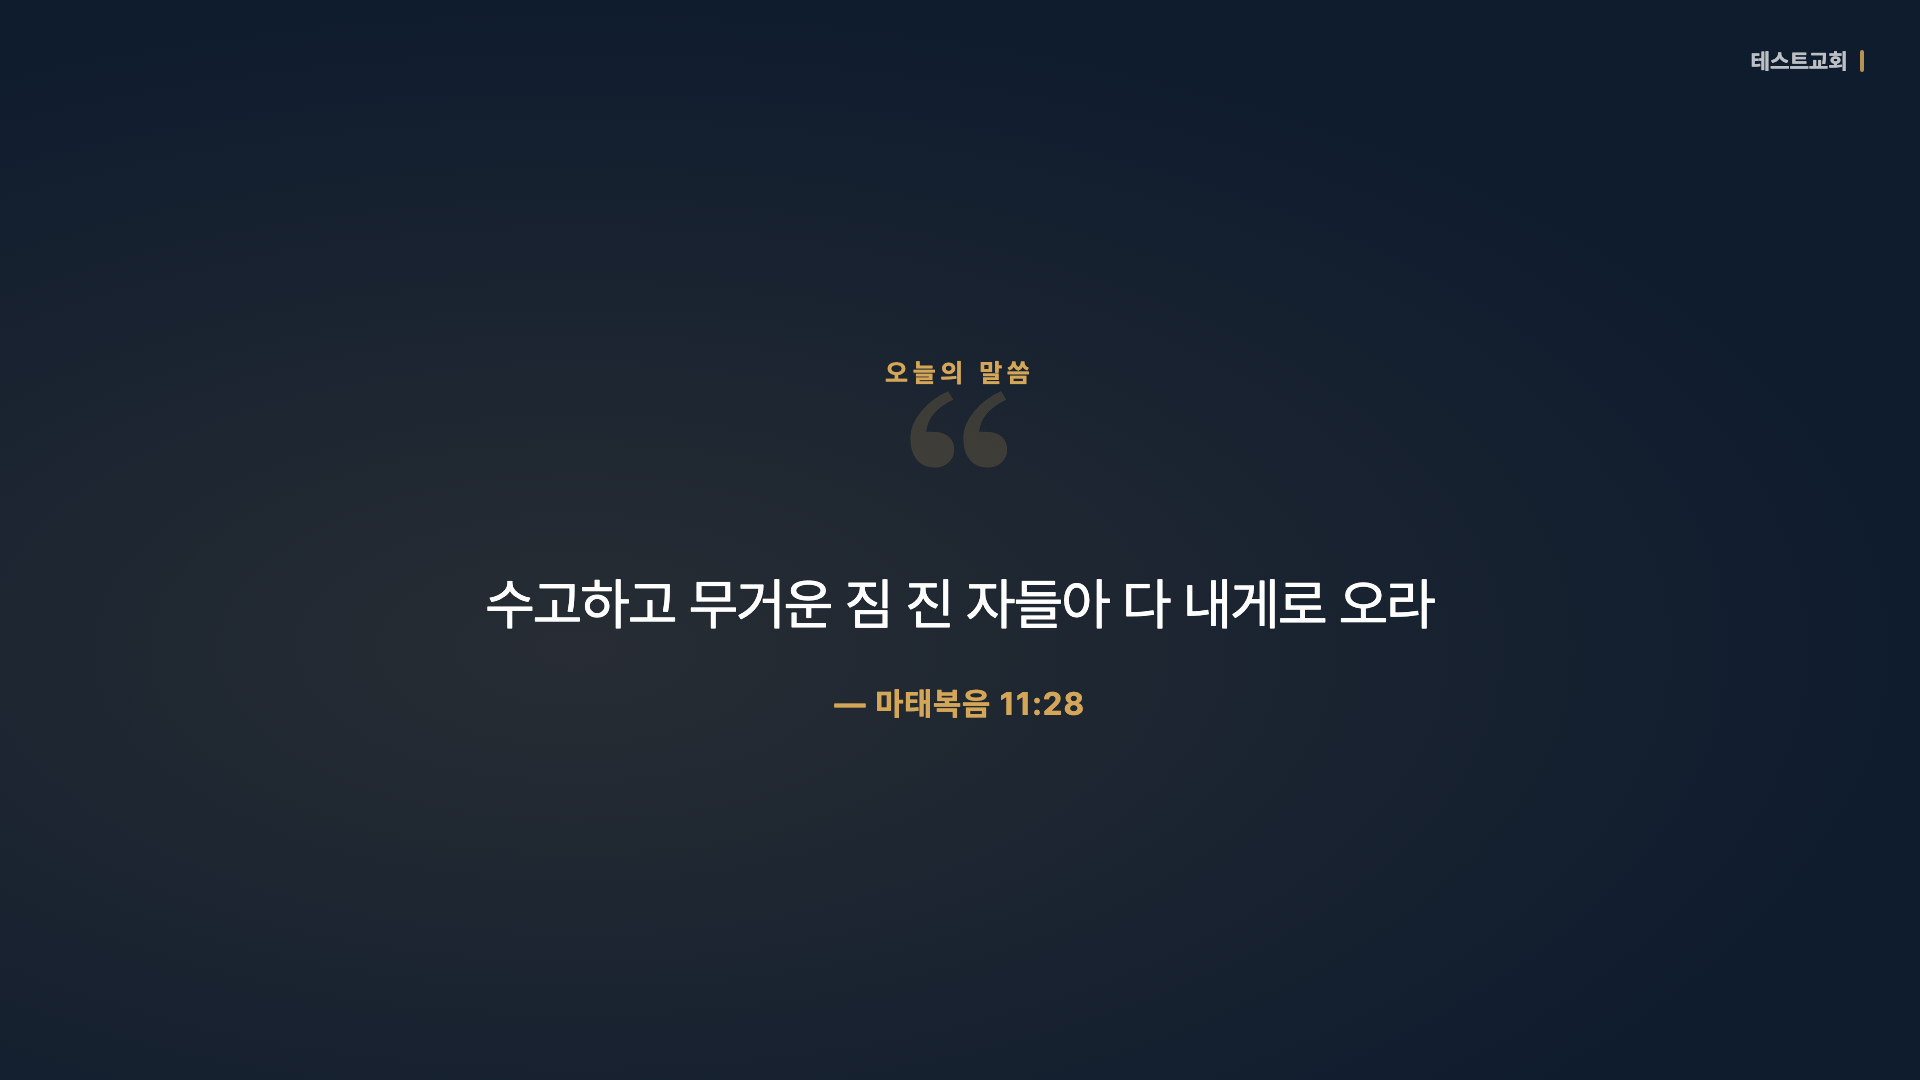 테스트교회
오늘의 말씀
“
수고하고 무거운 짐 진 자들아 다 내게로 오라
— 마태복음 11:28